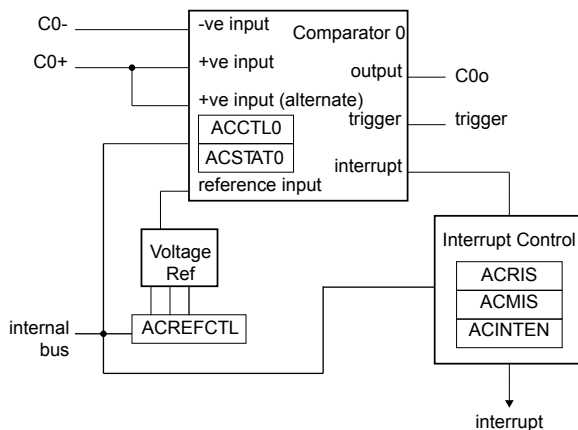 C0-
-ve input
Comparator 0
C0+
+ve input
output
C0o
+ve input (alternate)
ACCTL0
trigger
trigger
ACSTAT0
interrupt
reference input
Voltage
Ref
Interrupt Control
ACRIS
ACMIS
ACINTEN
internal
bus
ACREFCTL
interrupt